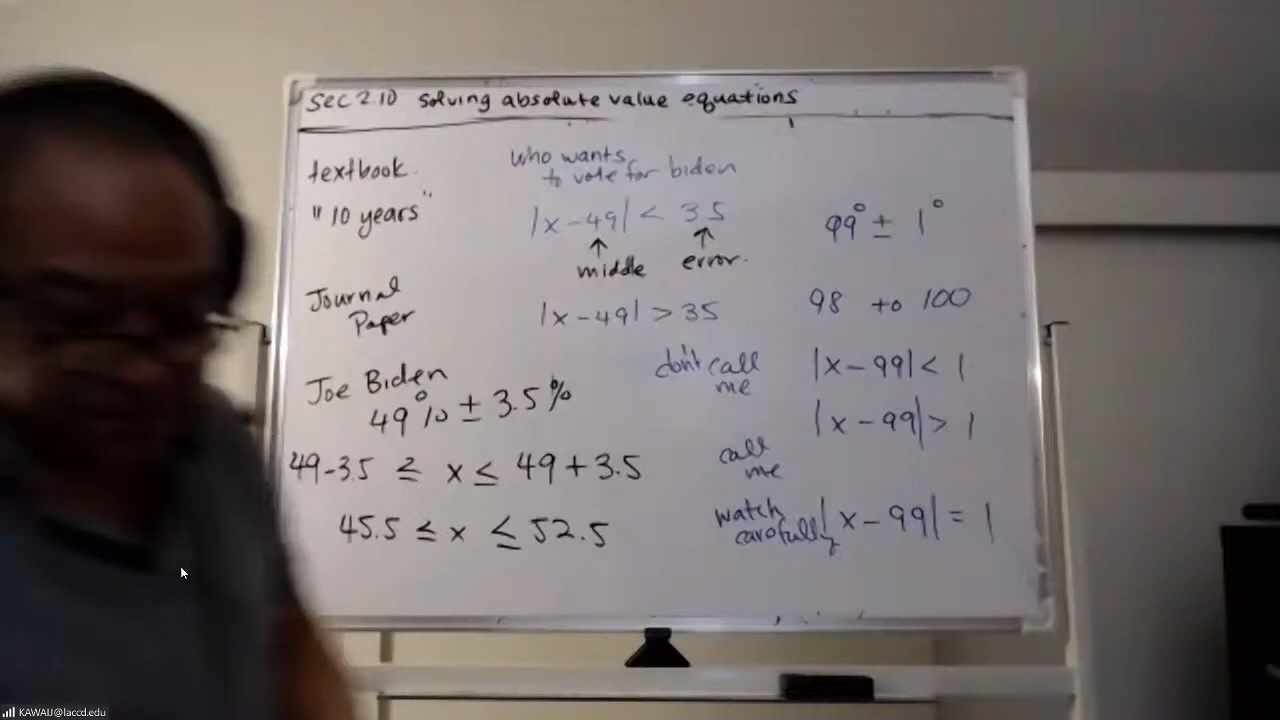 Sec 2.10 Solving absolute value equations
textbook.
"10 years"
Journal
Paper
Joe Biden
49% ± 3.5%
49-3.5 ≤ x ≤ 49+3.5
45.5 ≤ x ≤ 52.5
who wants
to vote for biden
|x-49| < 3.5
↑ ↑
middle error.
|x-49| > 35
99° ± 1°
98 to 100
don't call
me
|x-99| < 1
|x-99| > 1
call
me
watch
carefully
|x-99| = 1
KAWAIJ@laccd.edu